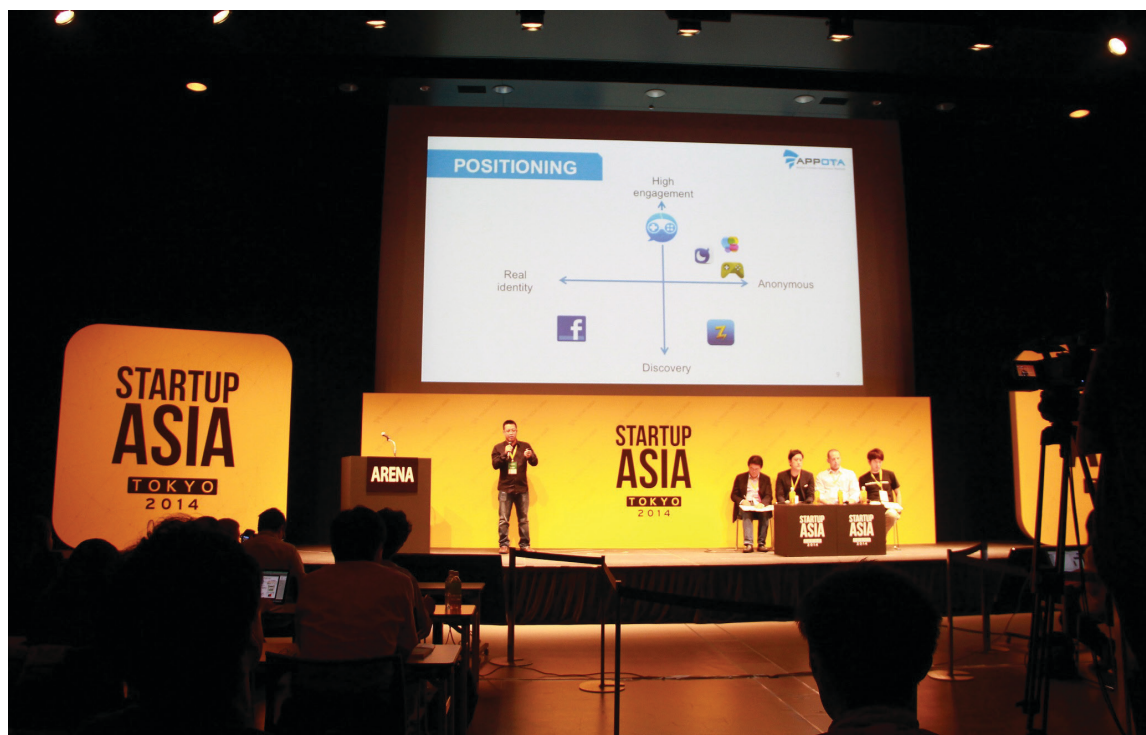 POSITIONING
APPOTA
High
engagement
Real
identity
Anonymous
Discovery
STARTUP
ASIA
TOKYO
2014
ARENA
STARTUP
ASIA
TOKYO
2014
STARTUP
ASIA
STARTUP
ASIA